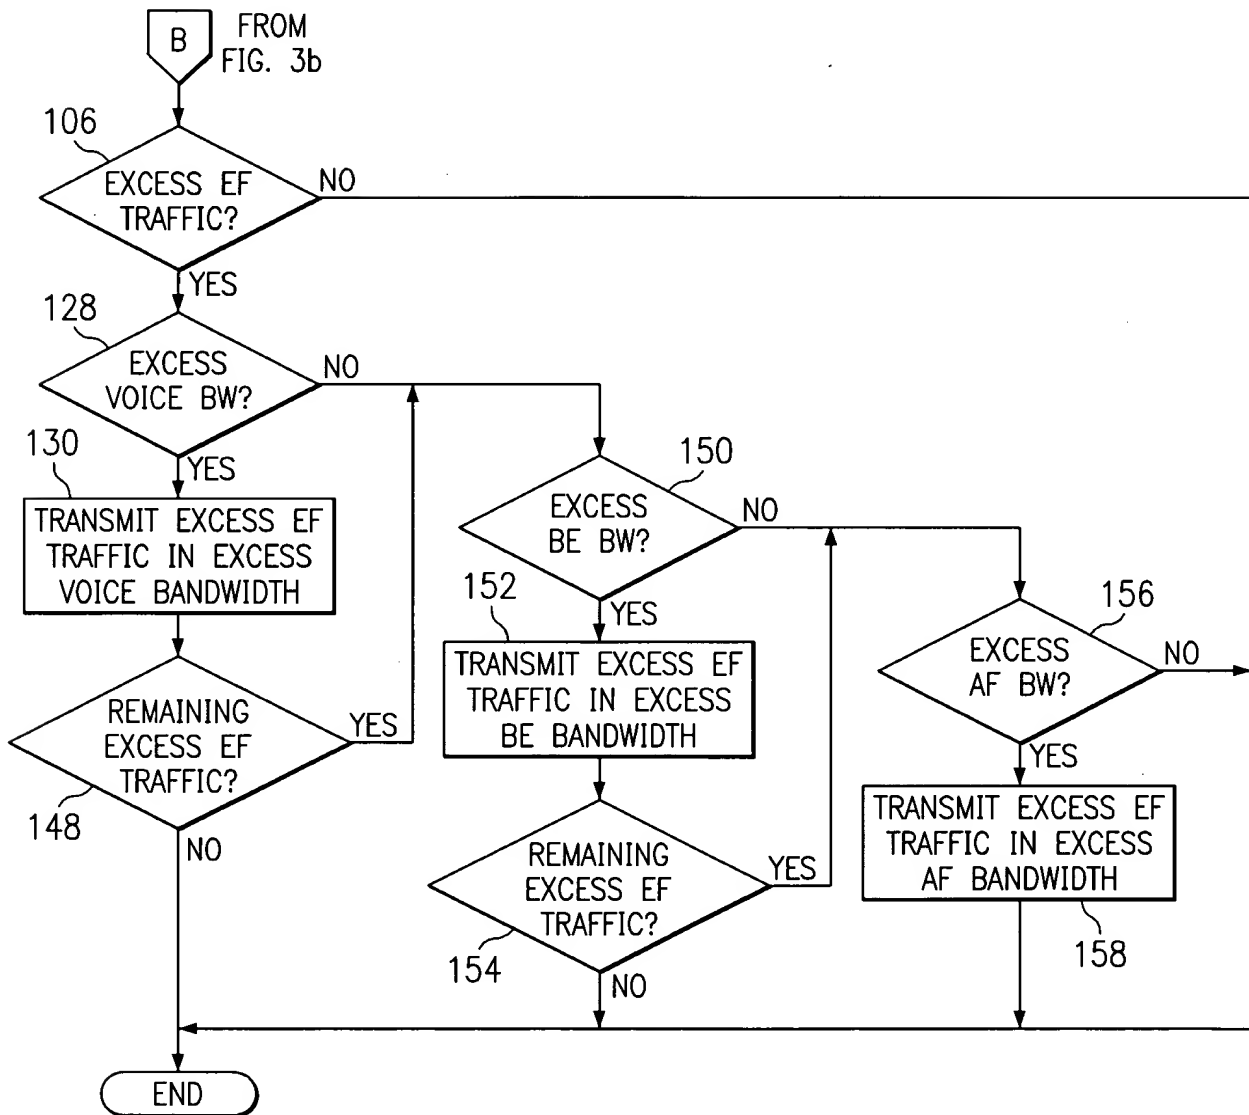 B
FROM
FIG. 3b
106
EXCESS EF
TRAFFIC?
NO
YES
128
EXCESS
VOICE BW?
NO
YES
130
TRANSMIT EXCESS EF
TRAFFIC IN EXCESS
VOICE BANDWIDTH
REMAINING
EXCESS EF
TRAFFIC?
YES
148
NO
150
EXCESS
BE BW?
NO
YES
152
TRANSMIT EXCESS EF
TRAFFIC IN EXCESS
BE BANDWIDTH
REMAINING
EXCESS EF
TRAFFIC?
YES
154
NO
156
EXCESS
AF BW?
NO
YES
TRANSMIT EXCESS EF
TRAFFIC IN EXCESS
AF BANDWIDTH
158
END